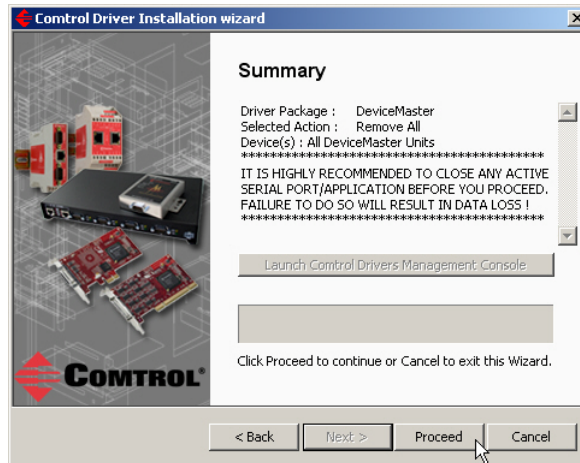 Comtrol Driver Installation wizard
Summary
Driver Package : DeviceMaster
Selected Action : Remove All
Device(s) : All DeviceMaster Units
*********************************************
IT IS HIGHLY RECOMMENDED TO CLOSE ANY ACTIVE
SERIAL PORT/APPLICATION BEFORE YOU PROCEED.
FAILURE TO DO SO WILL RESULT IN DATA LOSS !
*********************************************
Launch Comtrol Drivers Management Console
Click Proceed to continue or Cancel to exit this Wizard.
COMTROL®
< Back
Next >
Proceed
Cancel